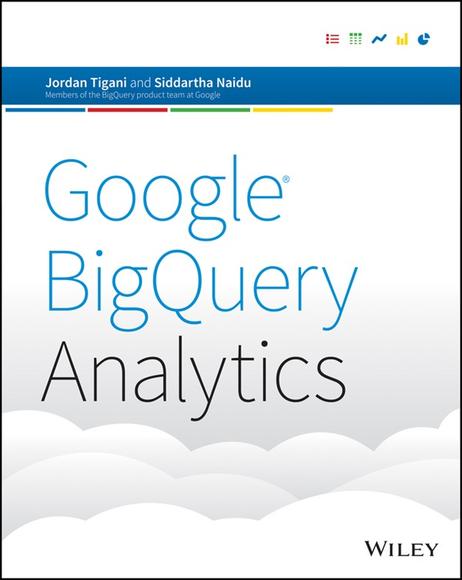 Jordan Tigani and Siddartha Naidu
Members of the BigQuery product team at Google
Google®
BigQuery
Analytics
WILEY